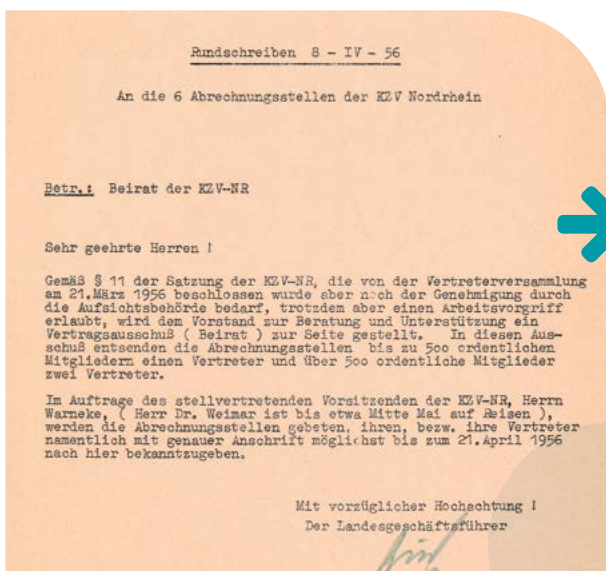 Rundschreiben 8 - IV - 56
An die 6 Abrechnungsstellen der KZV Nordrhein
Betr.: Beirat der KZV-NR
Sehr geehrte Herren !
Gemäß § 11 der Satzung der KZV-NR, die von der Vertreterversammlung
am 21.März 1956 beschlossen wurde aber noch der Genehmigung durch
die Aufsichtsbehörde bedarf, trotzdem aber einen Arbeitsvorgriff
erlaubt, wird dem Vorstand zur Beratung und Unterstützung ein
Vertragsausschuß ( Beirat ) zur Seite gestellt. In diesen Aus-
schuß entsenden die Abrechnungsstellen bis zu 5oo ordentlichen
Mitgliedern einen Vertreter und über 5oo ordentliche Mitglieder
zwei Vertreter.
Im Auftrage des stellvertretenden Vorsitzenden der KZV-NR, Herrn
Warneke, ( Herr Dr. Weimar ist bis etwa Mitte Mai auf Reisen ),
werden die Abrechnungsstellen gebeten, ihren, bezw. ihre Vertreter
namentlich mit genauer Anschrift möglichst bis zum 21.April 1956
nach hier bekanntzugeben.
Mit vorzüglicher Hochachtung !
Der Landesgeschäftsführer